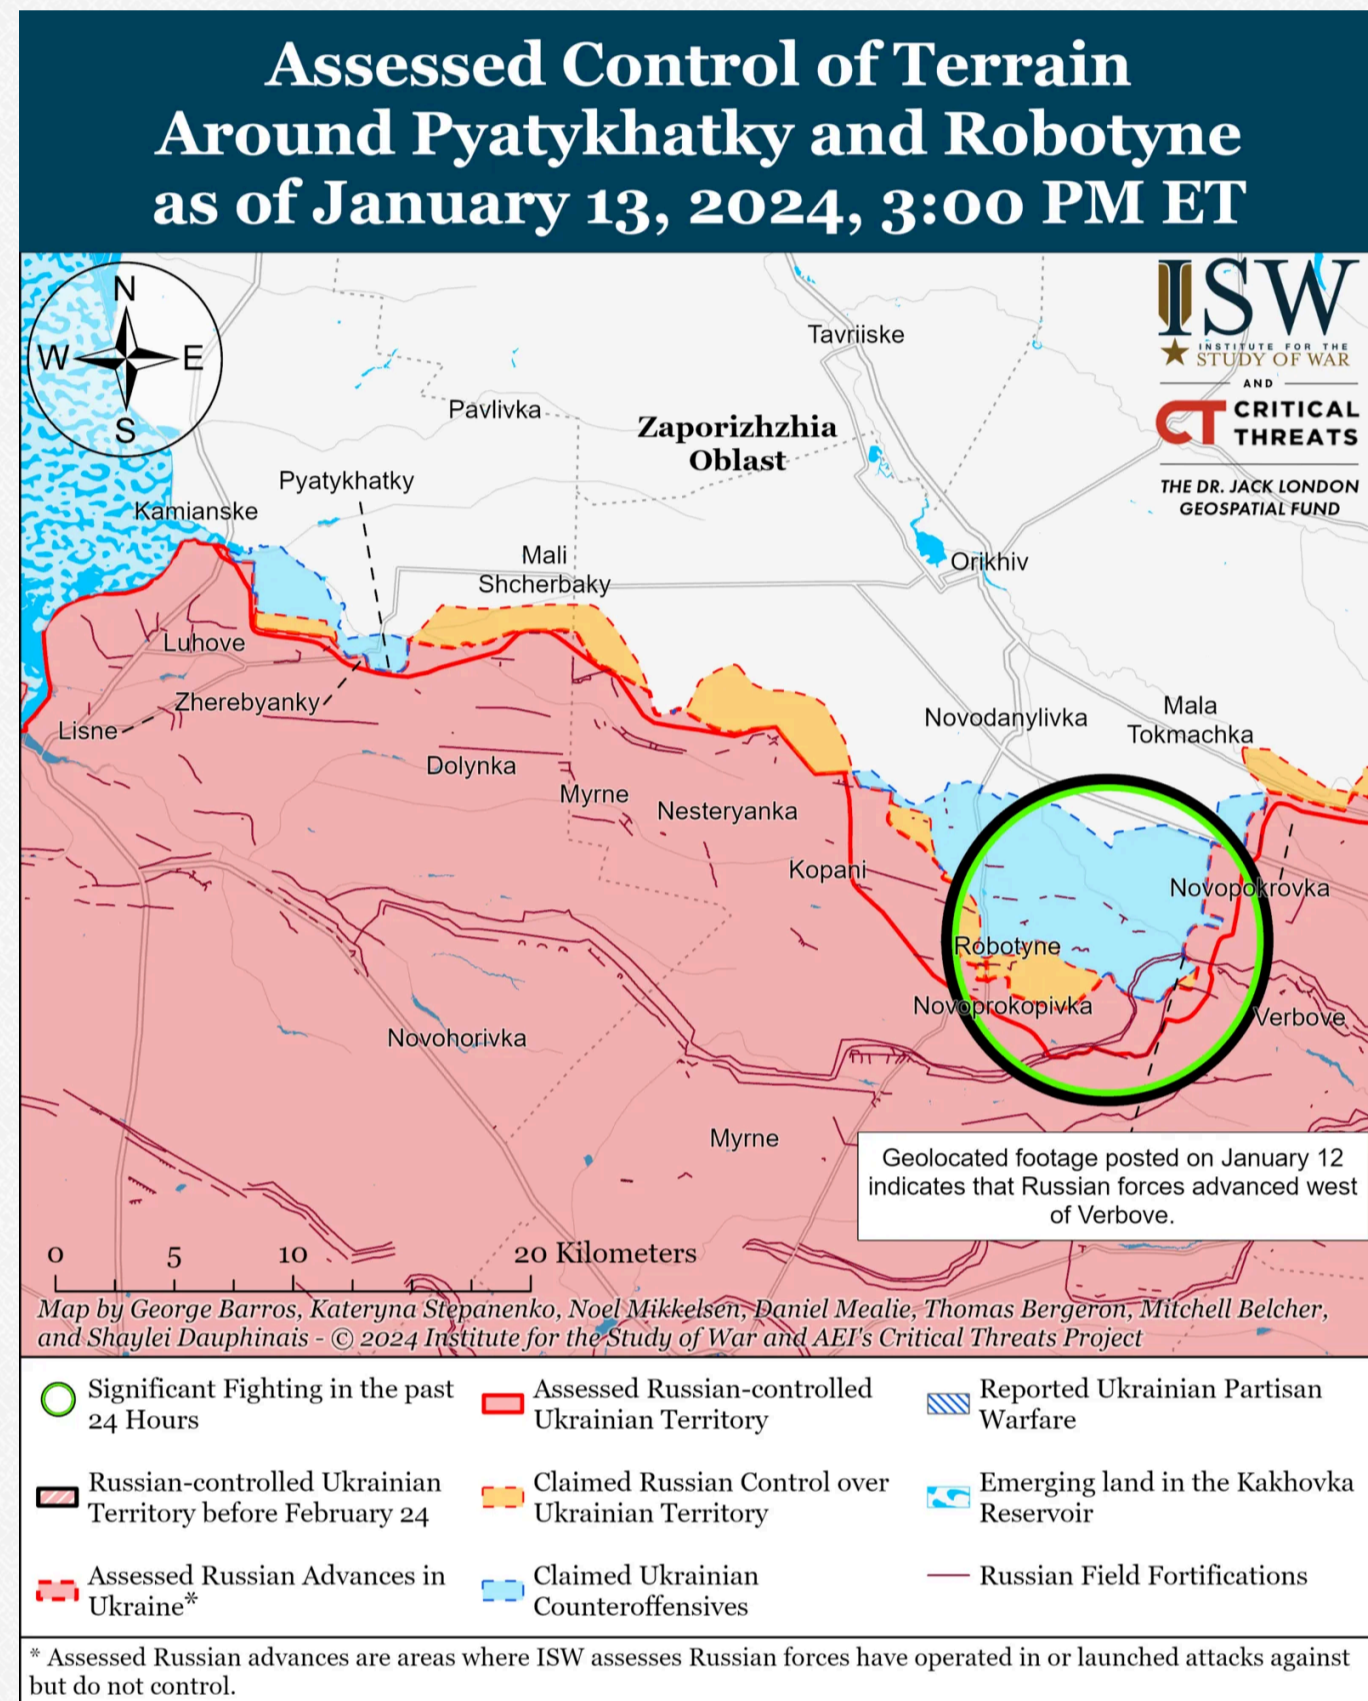 Assessed Control of Terrain
Around Pyatykhatky and Robotyne
as of January 13, 2024, 3:00 PM ET
N
W
E
S
ISW
INSTITUTE FOR THE
STUDY OF WAR
AND
CT CRITICAL
THREATS
THE DR. JACK LONDON
GEOSPATIAL FUND
Tavriiske
Pavlivka
Zaporizhzhia
Oblast
Pyatykhatky
Kamianske
Mali
Shcherbaky
Orikhiv
Luhove
Zherebyanky
Lisne
Novodanylivka
Mala
Tokmachka
Dolynka
Myrne
Nesteryanka
Kopani
Novopokrovka
Robotyne
Novoprokopivka
Verbove
Novohorivka
Myrne
Geolocated footage posted on January 12
indicates that Russian forces advanced west
of Verbove.
0 5 10 20 Kilometers
Map by George Barros, Kateryna Stepanenko, Noel Mikkelsen, Daniel Mealie, Thomas Bergeron, Mitchell Belcher,
and Shaylei Dauphinais - © 2024 Institute for the Study of War and AEI's Critical Threats Project
Significant Fighting in the past
24 Hours
Russian-controlled Ukrainian
Territory before February 24
Assessed Russian Advances in
Ukraine*
Assessed Russian-controlled
Ukrainian Territory
Claimed Russian Control over
Ukrainian Territory
Claimed Ukrainian
Counteroffensives
Reported Ukrainian Partisan
Warfare
Emerging land in the Kakhovka
Reservoir
Russian Field Fortifications
* Assessed Russian advances are areas where ISW assesses Russian forces have operated in or launched attacks against
but do not control.